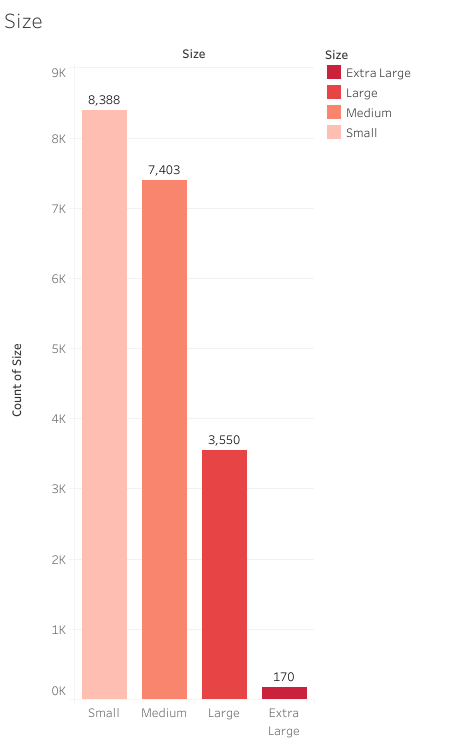 Size
Size
Size
Extra Large
Large
Medium
Small
9K
8K
7K
6K
5K
4K
3K
2K
1K
0K
Count of Size
8,388
7,403
3,550
170
Small
Medium
Large
Extra
Large